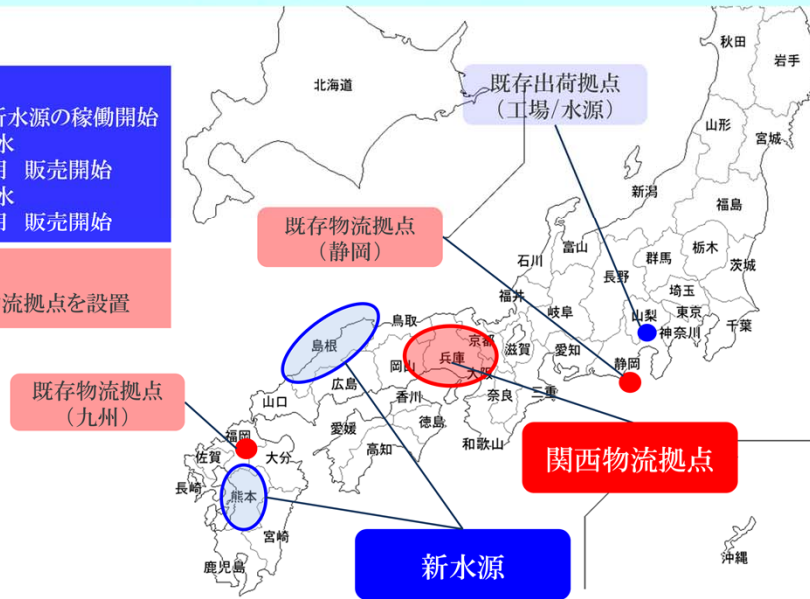 新水源の稼働開始
水
月 販売開始
水
月 販売開始
流拠点を設置
北海道
既存出荷拠点
(工場/水源)
秋田
岩手
山形
宮城
新潟
福島
既存物流拠点
(静岡)
石川
富山
長野
群馬
栃木
茨城
福井
岐阜
埼玉
山梨
東京
神奈川
千葉
鳥取
島根
岡山
兵庫
京都
滋賀
愛知
静岡
大阪
三重
奈良
広島
山口
香川
徳島
愛媛
高知
和歌山
既存物流拠点
(九州)
福岡
佐賀
大分
長崎
熊本
宮崎
鹿児島
関西物流拠点
新水源
沖縄